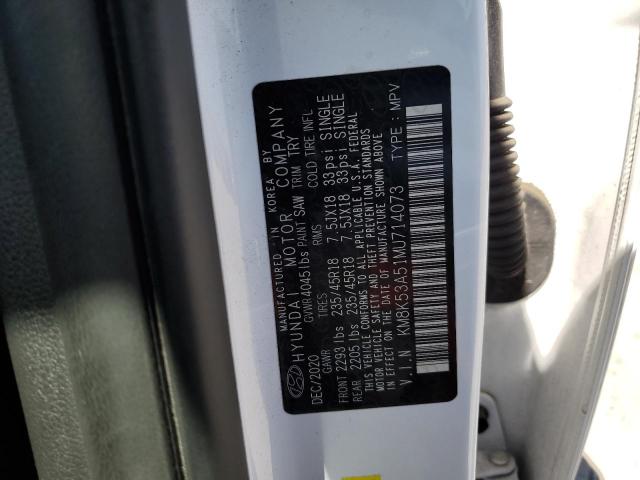 MANUFACTURED IN KOREA BY
HYUNDAI MOTOR COMPANY
DEC/2020 GVWR 4045lbs PAINT SAW TRIM TRY
GAWR TIRES RIMS COLD TIRE INFL
FRONT 2293 lbs 235/45R18 7.5JX18 33psi SINGLE
REAR 2205 lbs 235/45R18 7.5JX18 33psi SINGLE
THIS VEHICLE CONFORMS TO ALL APPLICABLE U.S.A. FEDERAL
MOTOR VEHICLE SAFETY AND THEFT PREVENTION STANDARDS
IN EFFECT ON THE DATE OF MANUFACTURE SHOWN ABOVE
V.I.N KM8K53A51MU714073 TYPE : MPV